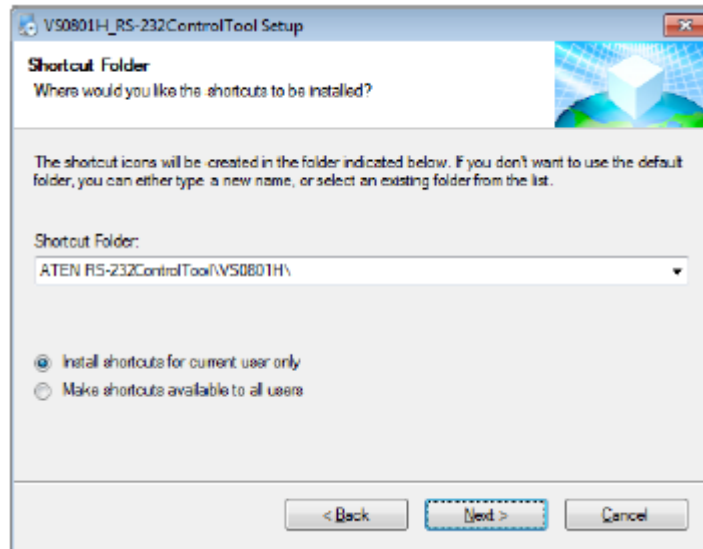 VS0801H_RS-232ControlTool Setup
Shortcut Folder
Where would you like the shortcuts to be installed?
The shortcut icons will be created in the folder indicated below. If you don't want to use the default
folder, you can either type a new name, or select an existing folder from the list.
Shortcut Folder:
ATEN RS-232ControlTool\VS0801H\
Install shortcuts for current user only
Make shortcuts available to all users
< Back
Next >
Cancel